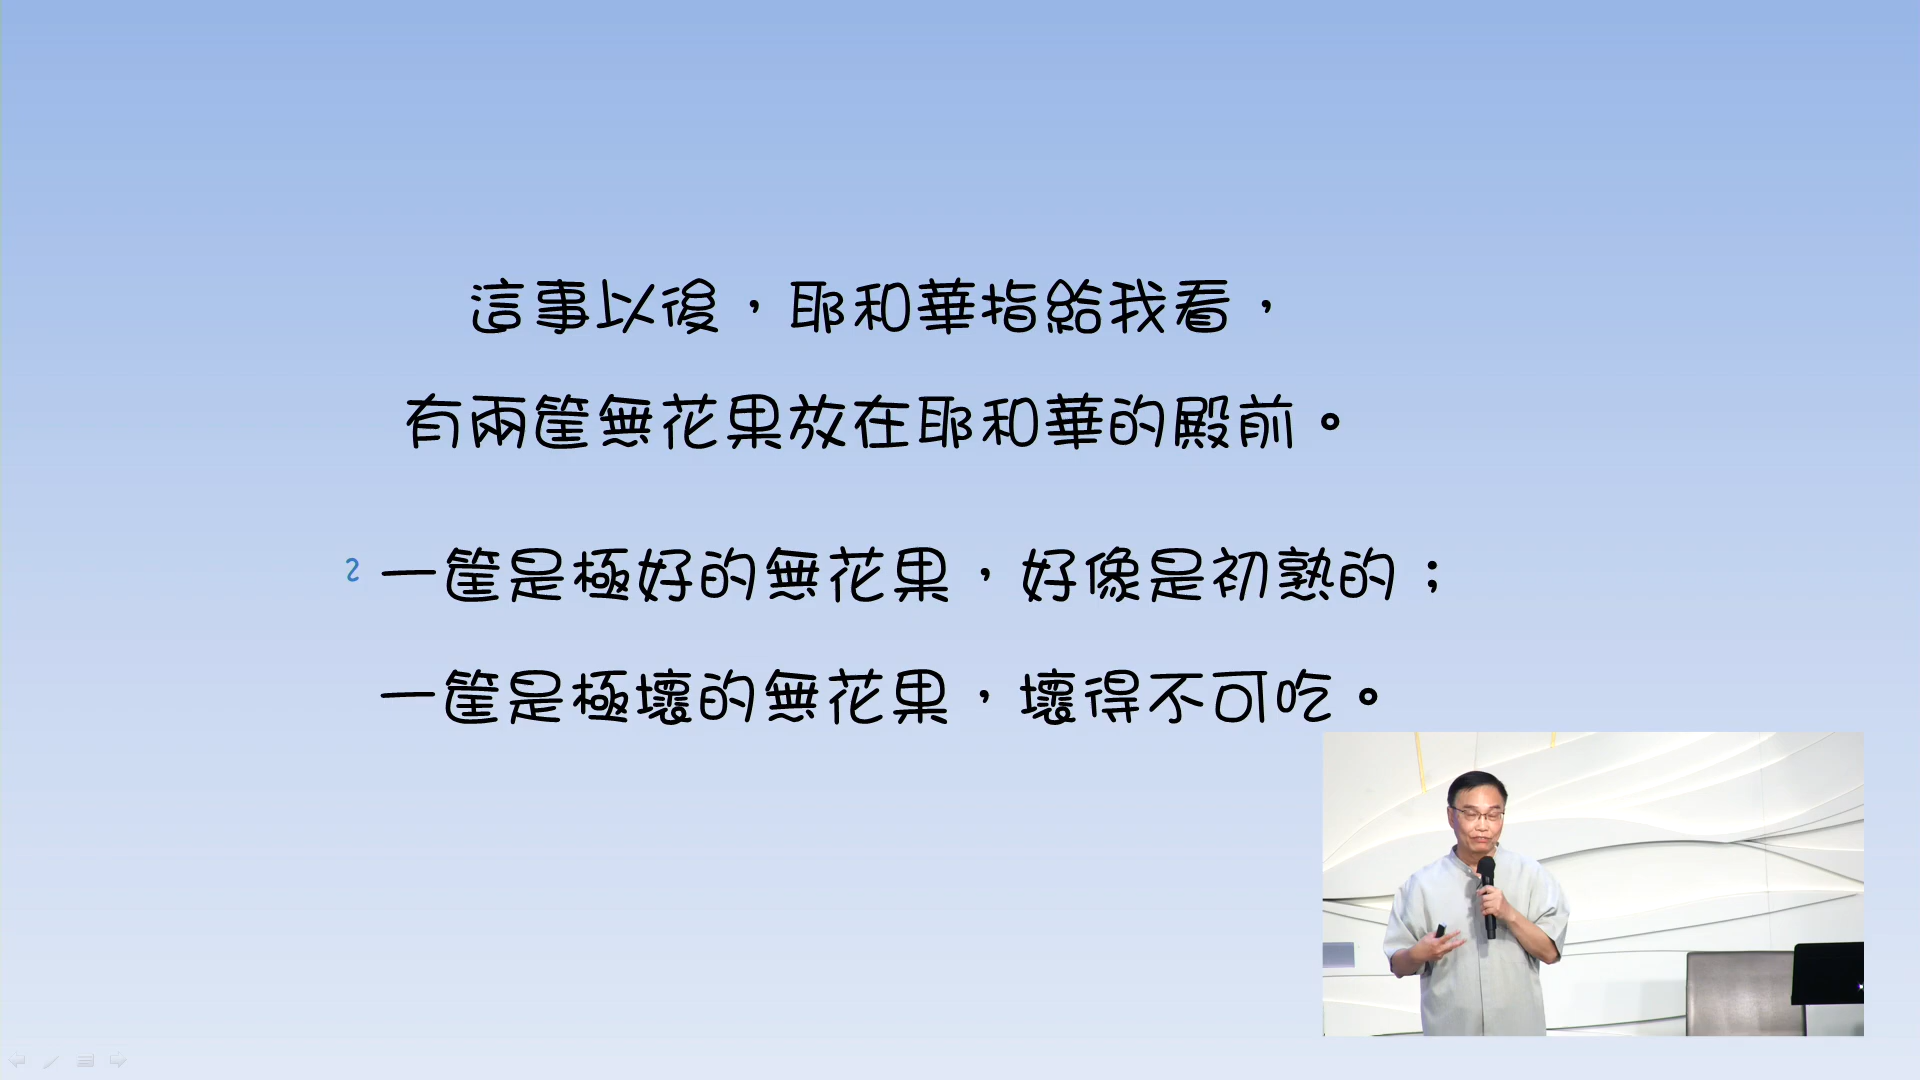 這事以後，耶和華指給我看，
有兩筐無花果放在耶和華的殿前。
2 一筐是極好的無花果，好像是初熟的；
一筐是極壞的無花果，壞得不可吃。